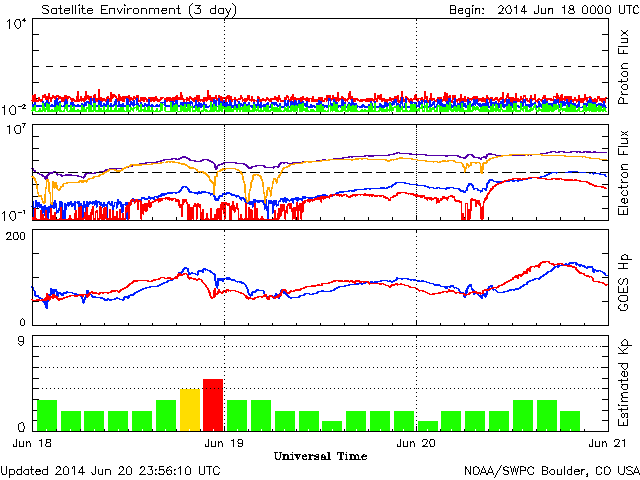 Satellite Environment (3 day)
Begin: 2014 Jun 18 0000 UTC
10⁴
10⁻²
Proton Flux
10⁷
10⁻¹
Electron Flux
200
0
GOES Hp
9
0
Estimated Kp
Jun 18 Jun 19 Jun 20 Jun 21
Universal Time
Updated 2014 Jun 20 23:56:10 UTC
NOAA/SWPC Boulder, CO USA